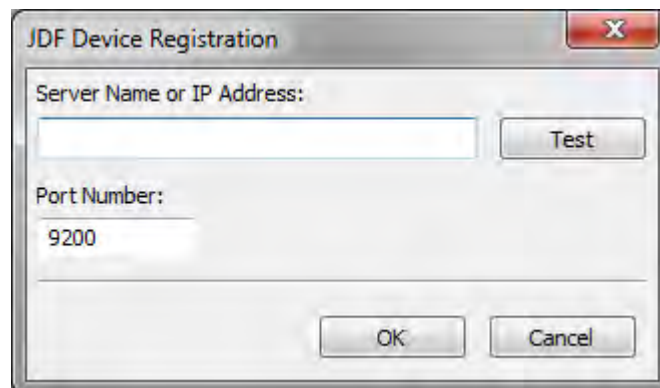 JDF Device Registration
Server Name or IP Address:
Test
Port Number:
9200
OK Cancel